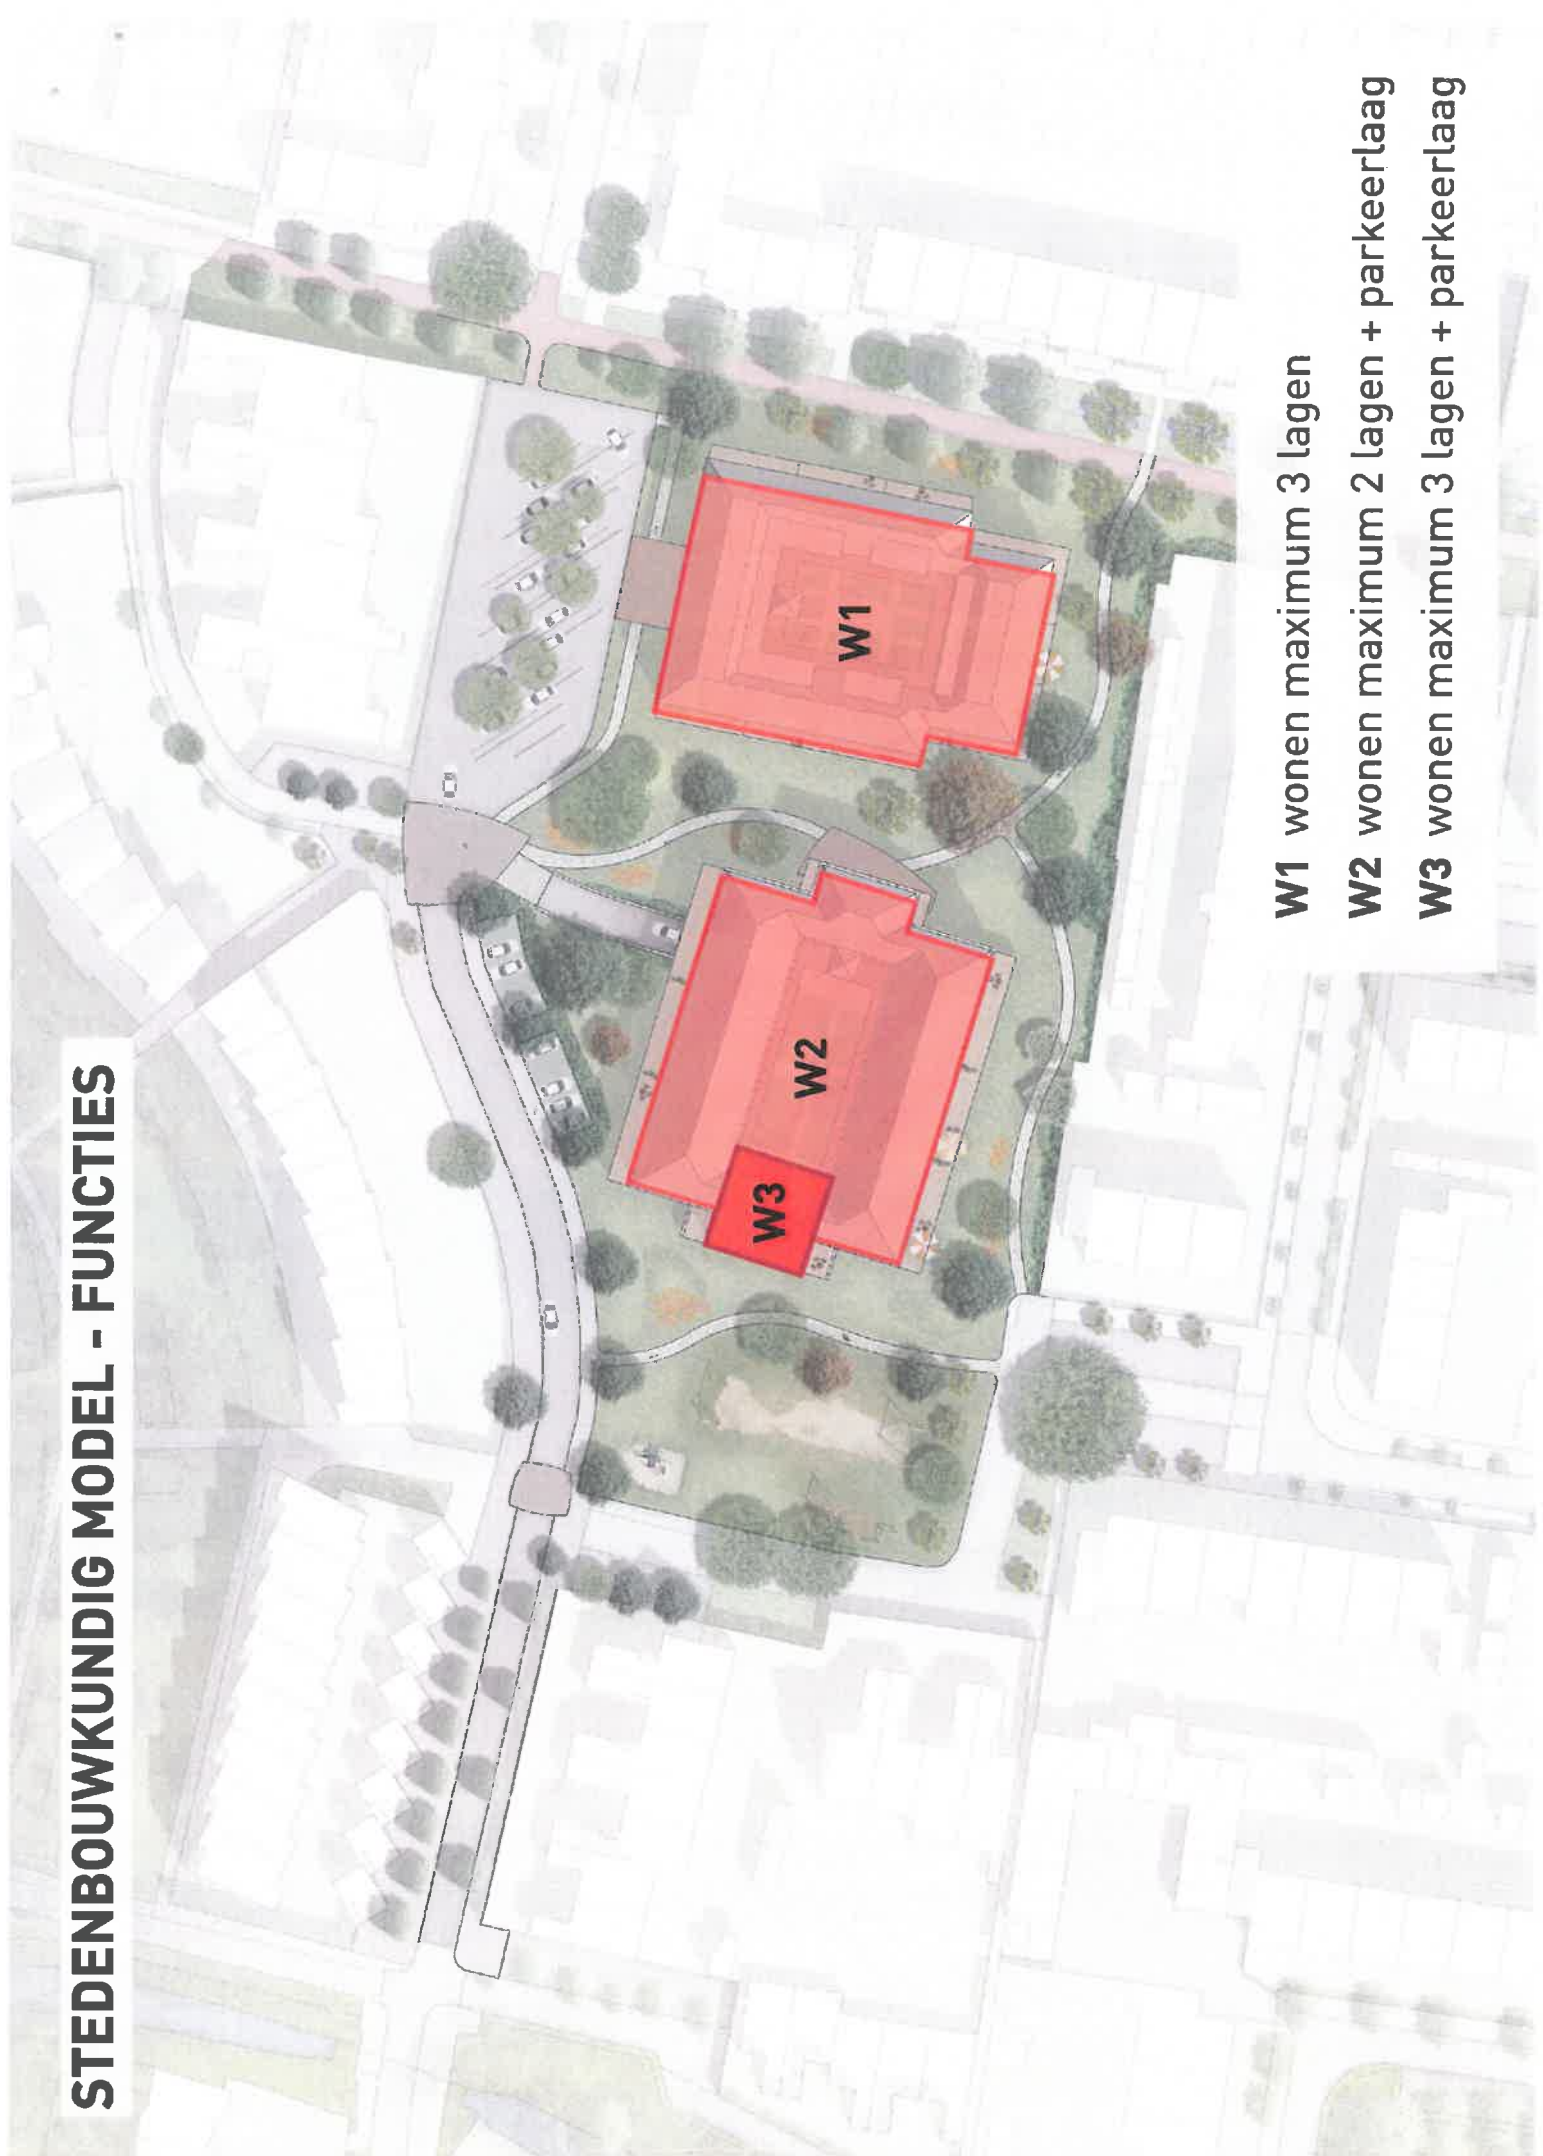 STEDENBOUWKUNDIG MODEL - FUNCTIES
W3
W2
W1
W1 wonen maximum 3 lagen
W2 wonen maximum 2 lagen + parkeerlaag
W3 wonen maximum 3 lagen + parkeerlaag